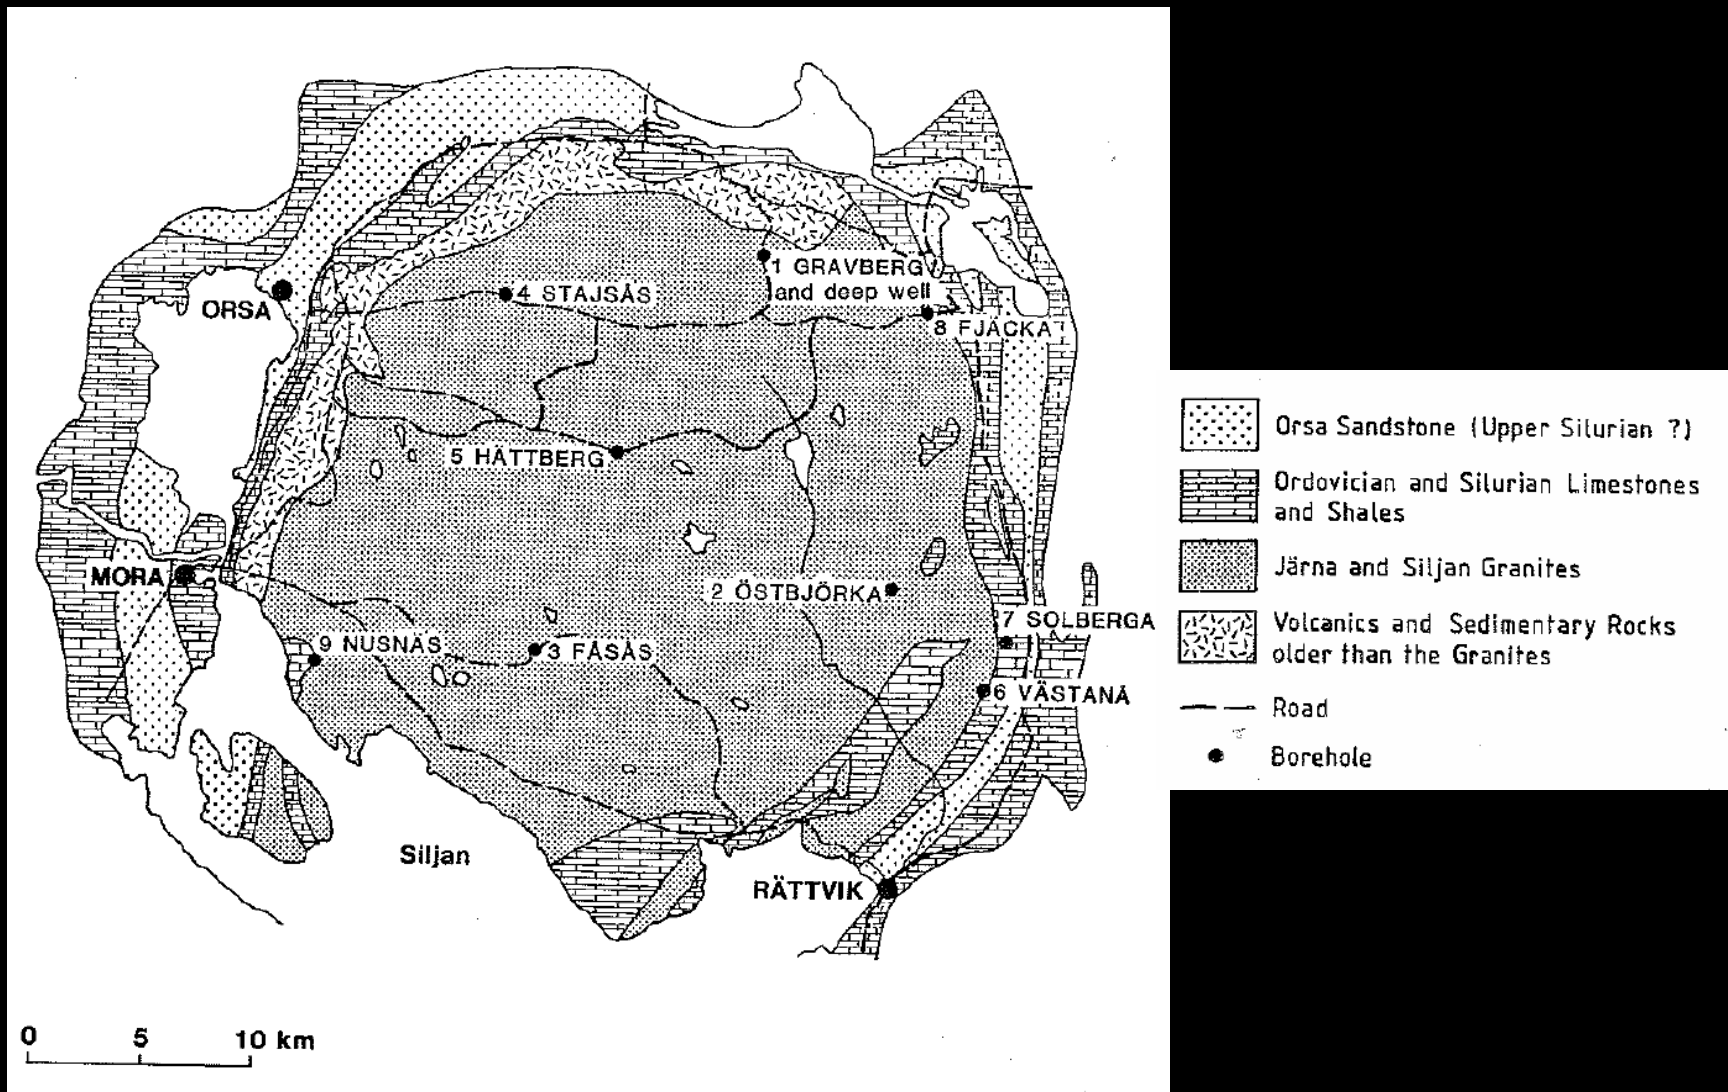 1 GRAVBERG
and deep well
ORSA
4 STAJSÅS
8 FJÄCKA
5 HÄTTBERG
MORA
2 ÖSTBJÖRKA
7 SOLBERGA
9 NUSNÄS
3 FÅSÅS
6 VÄSTANÅ
Siljan
RÄTTVIK
0 5 10 km
Orsa Sandstone (Upper Silurian ?)
Ordovician and Silurian Limestones
and Shales
Järna and Siljan Granites
Volcanics and Sedimentary Rocks
older than the Granites
Road
Borehole